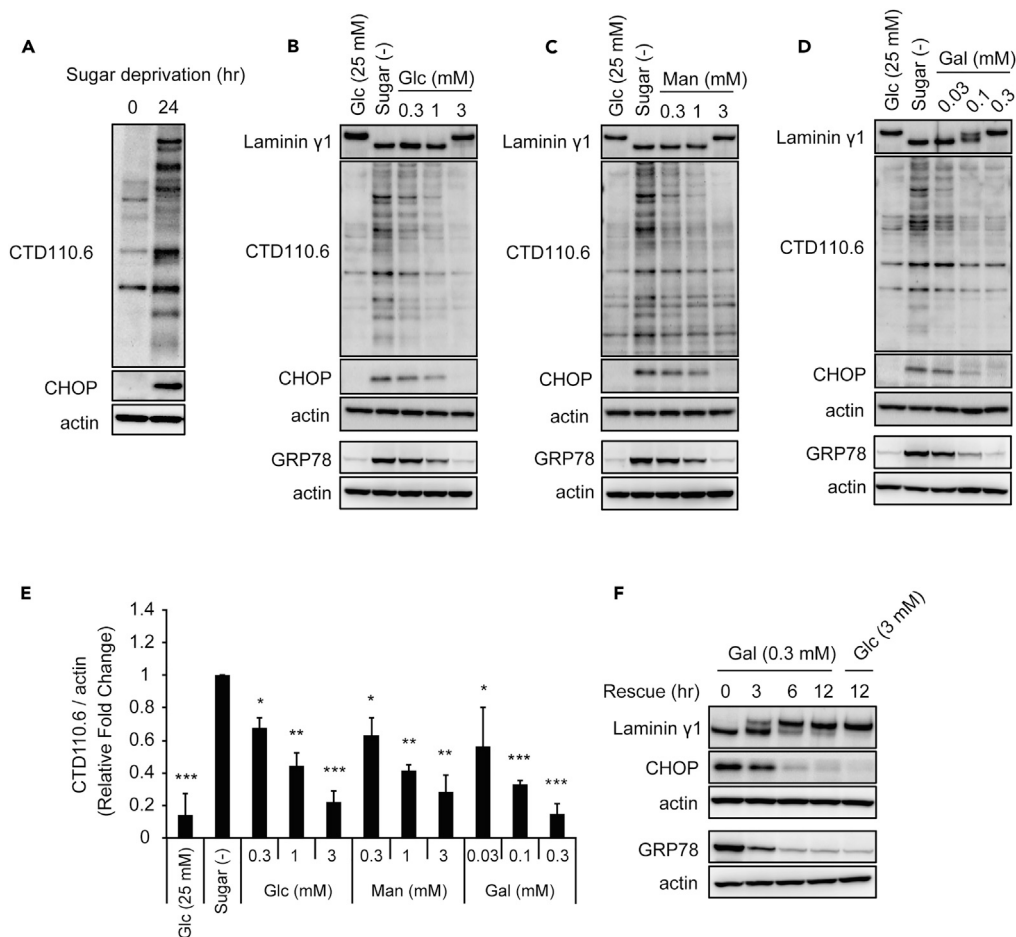 A
Sugar deprivation (hr)
0 24
CTD110.6
CHOP
actin
B
Glc (25 mM)
Sugar (-)
Glc (mM)
0.3 1 3
Laminin γ1
CTD110.6
CHOP
actin
GRP78
actin
C
Glc (25 mM)
Sugar (-)
Man (mM)
0.3 1 3
Laminin γ1
CTD110.6
CHOP
actin
GRP78
actin
D
Glc (25 mM)
Sugar (-)
Gal (mM)
0.03 0.1 0.3
Laminin γ1
CTD110.6
CHOP
actin
GRP78
actin
E
CTD110.6 / actin
(Relative Fold Change)
1.4
1.2
1
0.8
0.6
0.4
0.2
0
*** * ** *** * ** ** * *** ***
Glc (25 mM)
Sugar (-)
0.3 1 3 0.3 1 3 0.03 0.1 0.3
Glc (mM) Man (mM) Gal (mM)
F
Gal (0.3 mM)
Glc (3 mM)
Rescue (hr) 0 3 6 12 12
Laminin γ1
CHOP
actin
GRP78
actin